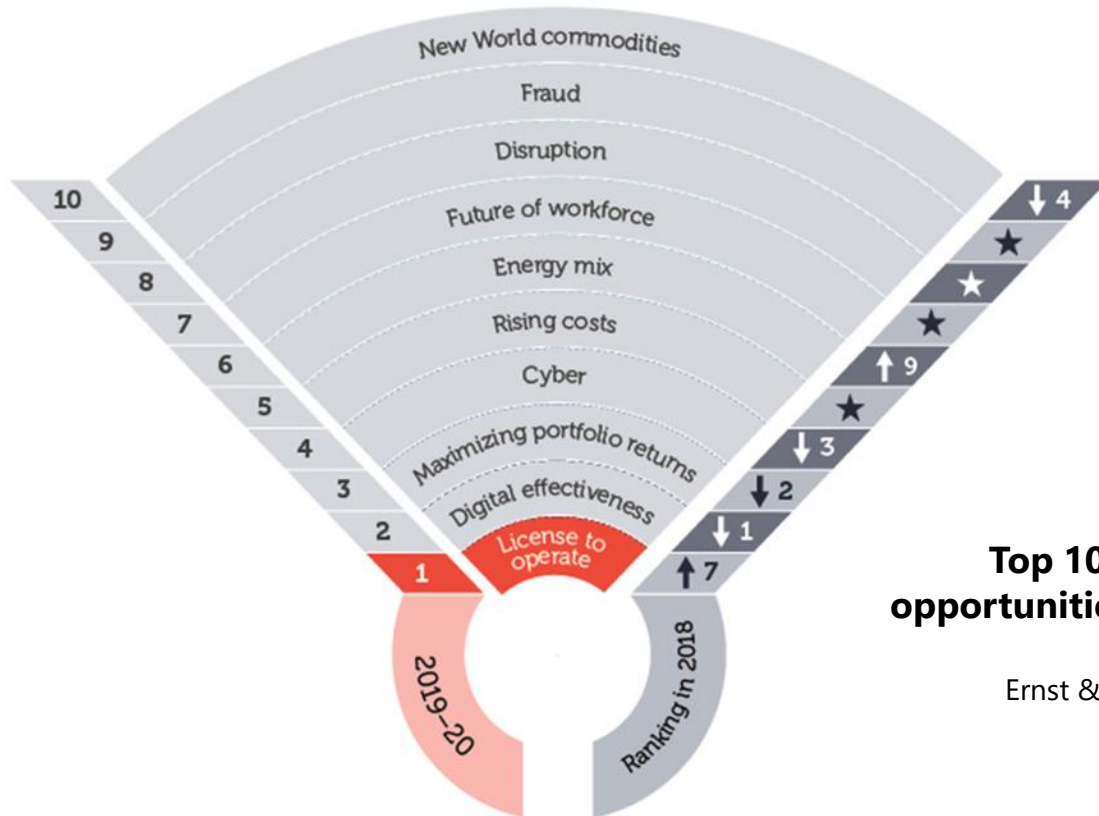 New World commodities
Fraud
Disruption
Future of workforce
Energy mix
Rising costs
Cyber
Maximizing portfolio returns
Digital effectiveness
License to
operate
10
9
8
7
6
5
4
3
2
1
2019–20
↓ 4
★
★
★
↑ 9
★
↓ 3
↓ 2
↓ 1
↑ 7
Ranking in 2018
Top 10
Ernst &